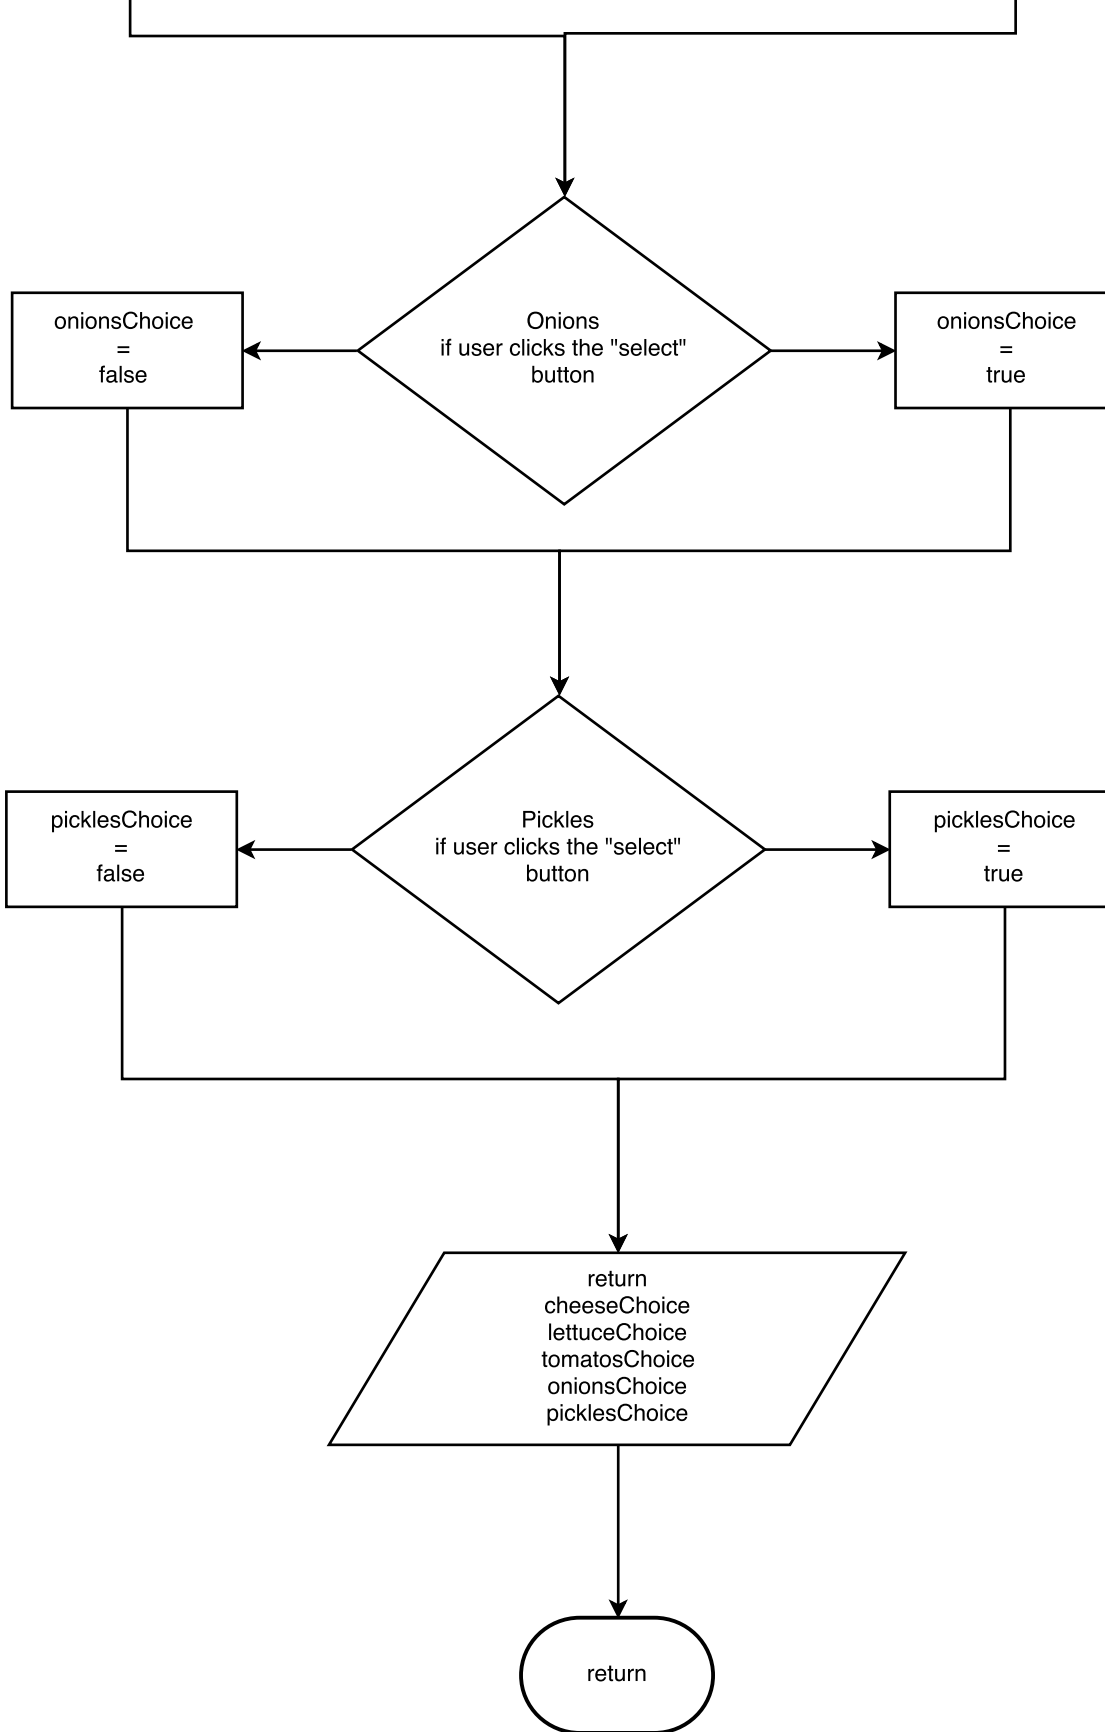 onionsChoice
=
false
Onions
if user clicks the "select"
button
onionsChoice
=
true
picklesChoice
=
false
Pickles
if user clicks the "select"
button
picklesChoice
=
true
return
cheeseChoice
lettuceChoice
tomatosChoice
onionsChoice
picklesChoice
return